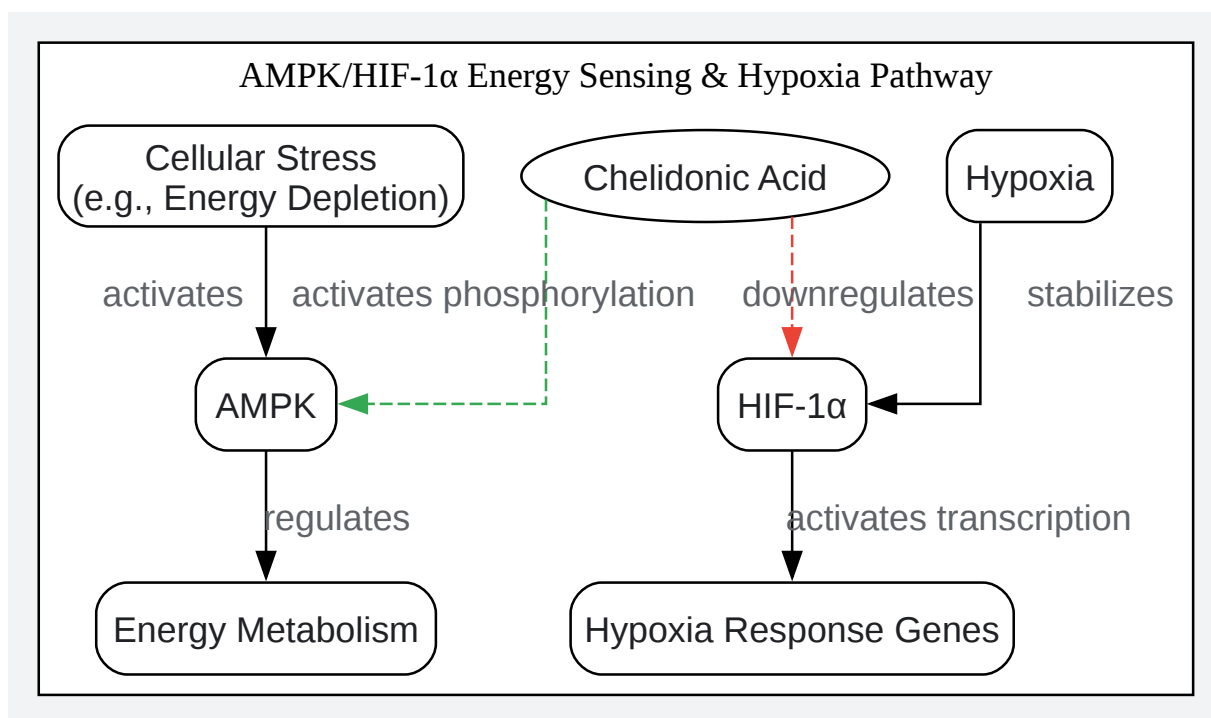 AMPK/HIF-1α Energy Sensing & Hypoxia Pathway
Cellular Stress
(e.g., Energy Depletion)
Chelidonic Acid
Hypoxia
activates
activates phosphorylation
downregulates
stabilizes
AMPK
HIF-1α
regulates
activates transcription
Energy Metabolism
Hypoxia Response Genes